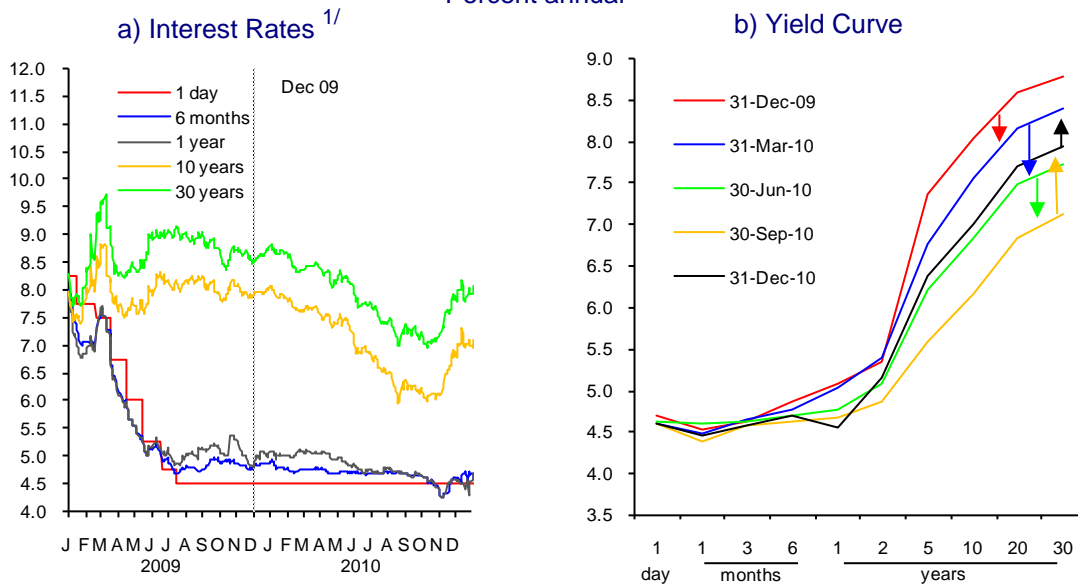 Percent annual
a) Interest Rates 1/
12.0
11.5
11.0
10.5
10.0
9.5
9.0
8.5
8.0
7.5
7.0
6.5
6.0
5.5
5.0
4.5
4.0
1 day
6 months
1 year
10 years
30 years
Dec 09
J F M A M J J A S O N D J F M A M J J A S O N D
2009 2010
b) Yield Curve
9.0
8.5
8.0
7.5
7.0
6.5
6.0
5.5
5.0
4.5
4.0
3.5
31-Dec-09
31-Mar-10
30-Jun-10
30-Sep-10
31-Dec-10
1 1 3 6 1 2 5 10 20 30
day months years